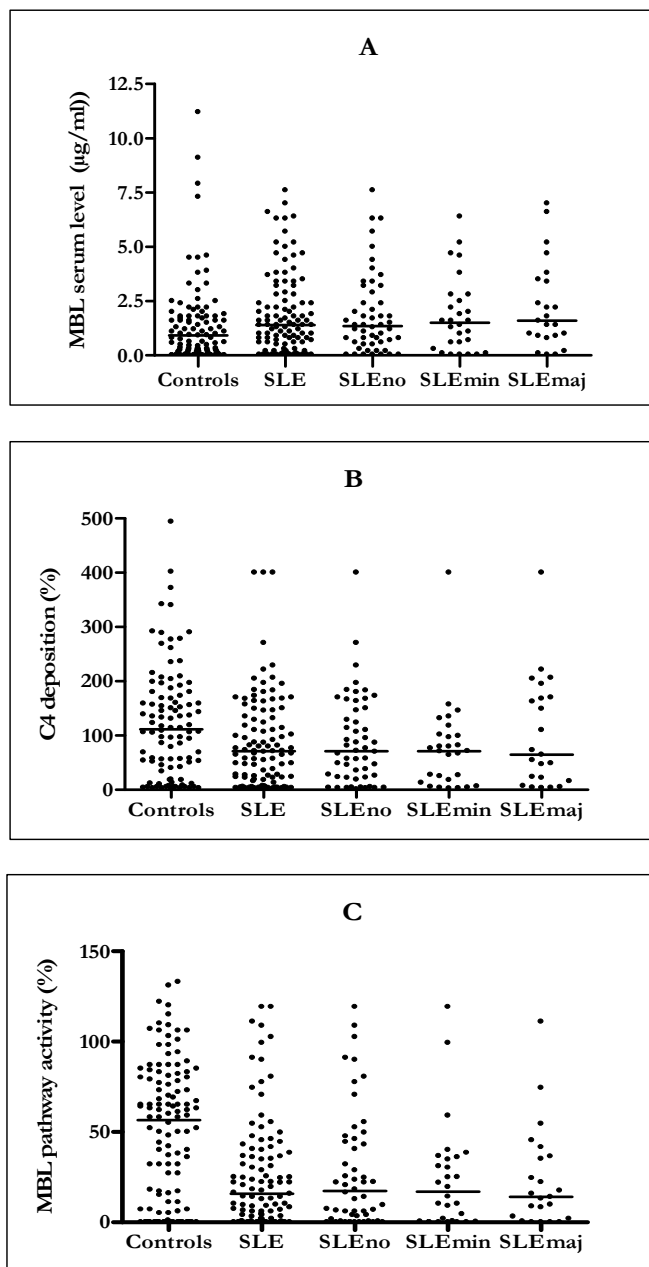 A
MBL serum level (µg/ml))
12.5
10.0
7.5
5.0
2.5
0.0
Controls SLE SLEno SLEmin SLEmaj
B
C4 deposition (%)
500
400
300
200
100
0
Controls SLE SLEno SLEmin SLEmaj
C
MBL pathway activity (%)
150
100
50
0
Controls SLE SLEno SLEmin SLEmaj